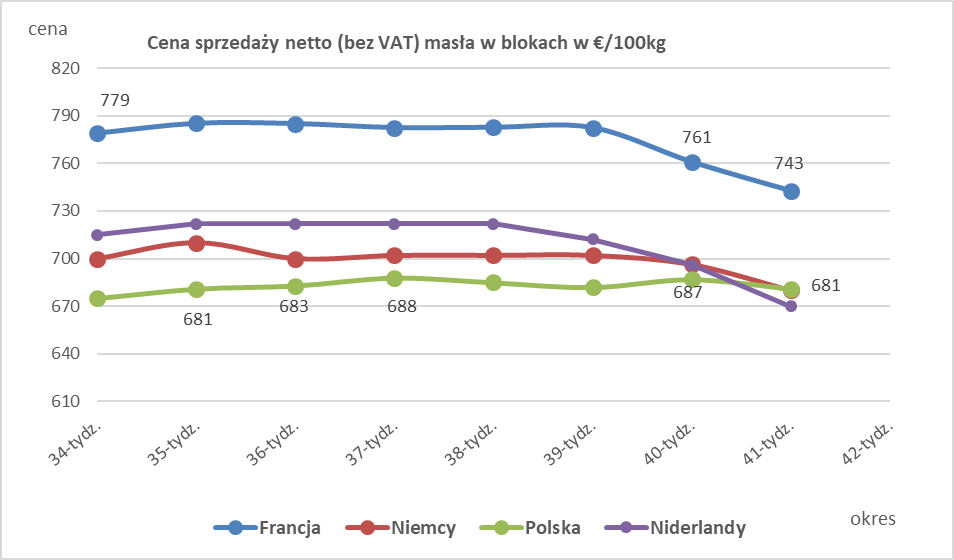 cena
Cena sprzedaży netto (bez VAT) masła w blokach w €/100kg
820
790
760
730
700
670
640
610
779
761
743
681
683
688
687
681
34-tydz.
35-tydz.
36-tydz.
37-tydz.
38-tydz.
39-tydz.
40-tydz.
41-tydz.
42-tydz.
okres
Francja Niemcy Polska Niderlandy